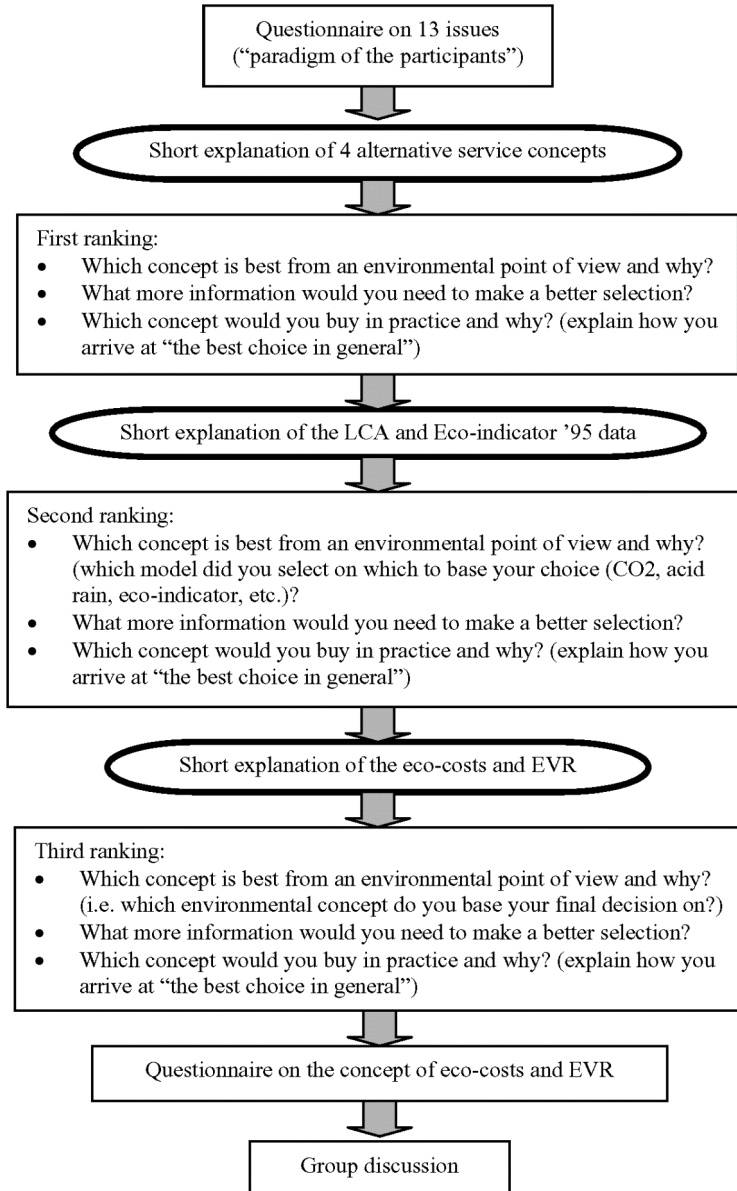 Questionnaire on 13 issues
(“paradigm of the participants”)
Short explanation of 4 alternative service concepts
First ranking:
• Which concept is best from an environmental point of view and why?
• What more information would you need to make a better selection?
• Which concept would you buy in practice and why? (explain how you
arrive at “the best choice in general”)
Short explanation of the LCA and Eco-indicator ’95 data
Second ranking:
• Which concept is best from an environmental point of view and why?
(which model did you select on which to base your choice (CO2, acid
rain, eco-indicator, etc.)?
• What more information would you need to make a better selection?
• Which concept would you buy in practice and why? (explain how you
arrive at “the best choice in general”)
Short explanation of the eco-costs and EVR
Third ranking:
• Which concept is best from an environmental point of view and why?
(i.e. which environmental concept do you base your final decision on?)
• What more information would you need to make a better selection?
• Which concept would you buy in practice and why? (explain how you
arrive at “the best choice in general”)
Questionnaire on the concept of eco-costs and EVR
Group discussion